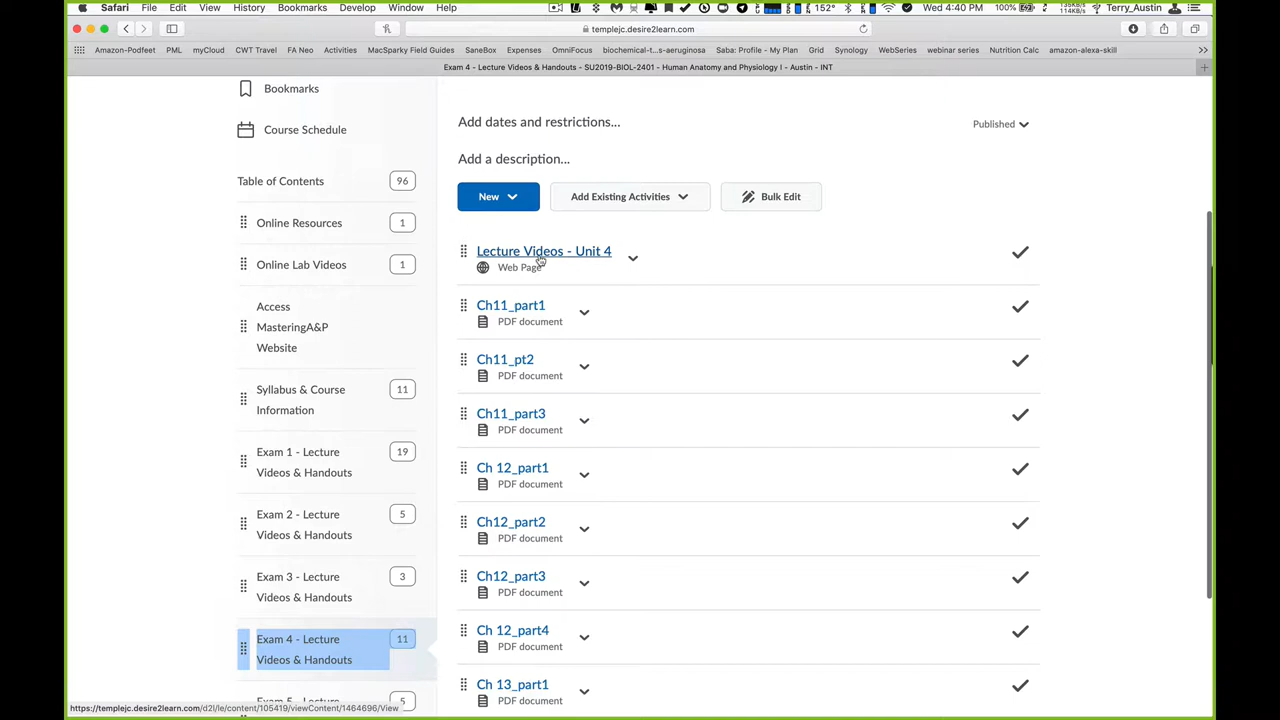 Safari File Edit View History Bookmarks Develop Window Help 152° 135KB/s 114KB/s Wed 4:40 PM 100% Terry_Austin
templejc.desire2learn.com
Amazon-Podfeet PML myCloud CWT Travel FA Neo Activities MacSparky Field Guides SaneBox Expenses OmniFocus biochemical-t...s-aeruginosa Saba: Profile - My Plan Grid Synology WebSeries webinar series Nutrition Calc amazon-alexa-skill
Exam 4 - Lecture Videos & Handouts - SU2019-BIOL-2401 - Human Anatomy and Physiology I - Austin - INT
Bookmarks
Course Schedule
Table of Contents 96
Online Resources 1
Online Lab Videos 1
Access
MasteringA&P
Website
Syllabus & Course 11
Information
Exam 1 - Lecture 19
Videos & Handouts
Exam 2 - Lecture 5
Videos & Handouts
Exam 3 - Lecture 3
Videos & Handouts
Exam 4 - Lecture 11
Videos & Handouts
Exam 5 - Lecture 5
Add dates and restrictions...
Published
Add a description...
New Add Existing Activities Bulk Edit
Lecture Videos - Unit 4
Web Page
Ch11_part1
PDF document
Ch11_pt2
PDF document
Ch11_part3
PDF document
Ch 12_part1
PDF document
Ch12_part2
PDF document
Ch12_part3
PDF document
Ch 12_part4
PDF document
Ch 13_part1
PDF document
https://templejc.desire2learn.com/d2l/le/content/105419/viewContent/1464696/View